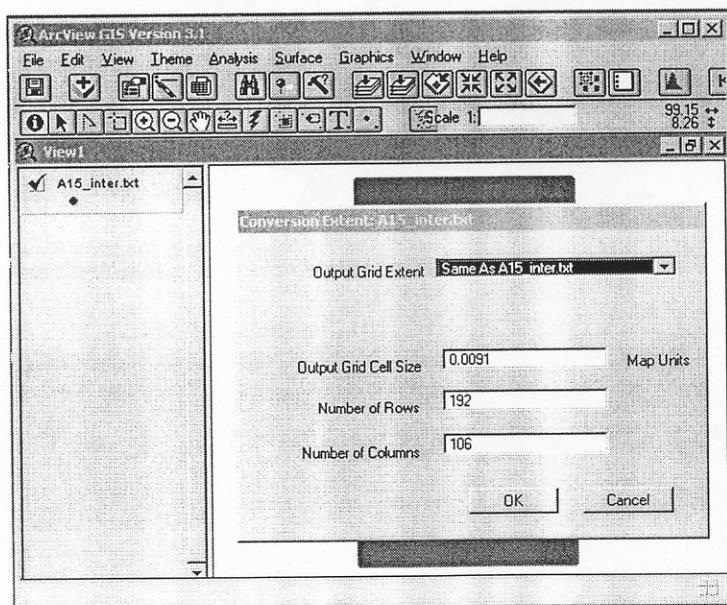 ArcView GIS Version 3.1
File Edit View Theme Analysis Surface Graphics Window Help
Scale 1:
99.15
8.26
View1
A15_inter.txt
Conversion Extent: A15_inter.txt
Output Grid Extent Same As A15_inter.txt
Output Grid Cell Size 0.0091 Map Units
Number of Rows 192
Number of Columns 106
OK Cancel